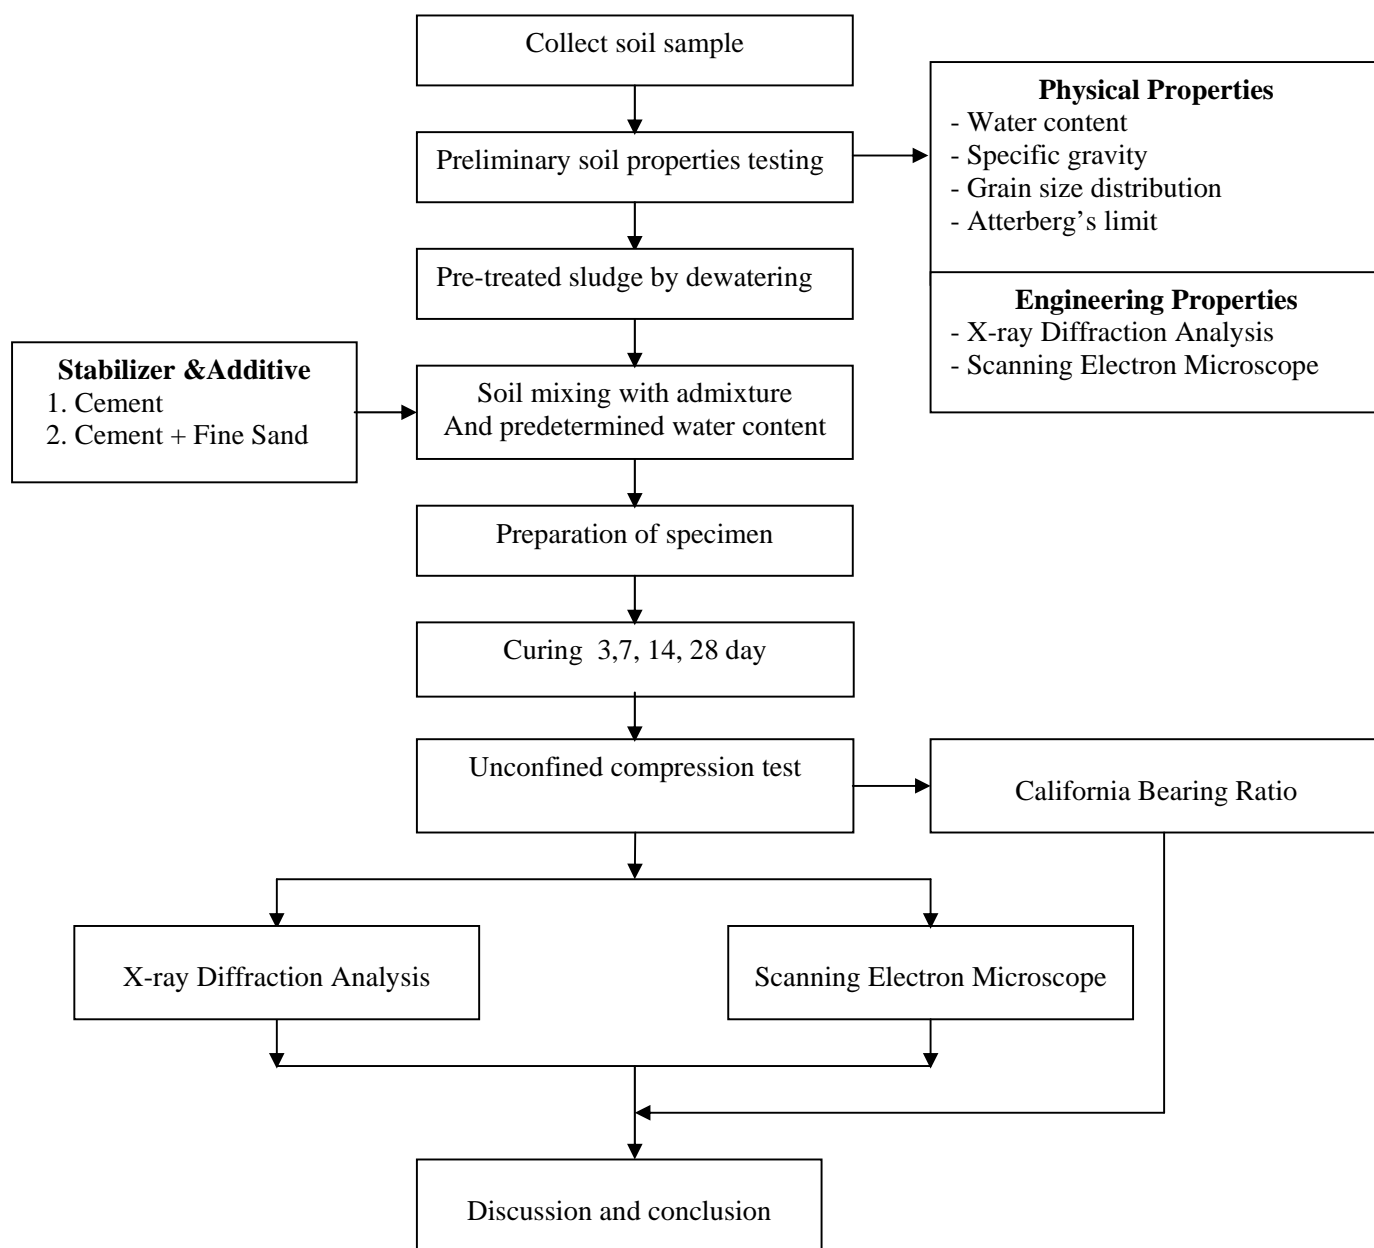 Collect soil sample
Preliminary soil properties testing
Physical Properties
- Water content
- Specific gravity
- Grain size distribution
- Atterberg’s limit
Engineering Properties
- X-ray Diffraction Analysis
- Scanning Electron Microscope
Pre-treated sludge by dewatering
Stabilizer &Additive
1. Cement
2. Cement + Fine Sand
Soil mixing with admixture
And predetermined water content
Preparation of specimen
Curing  3,7, 14, 28 day
Unconfined compression test
California Bearing Ratio
X-ray Diffraction Analysis
Scanning Electron Microscope
Discussion and conclusion